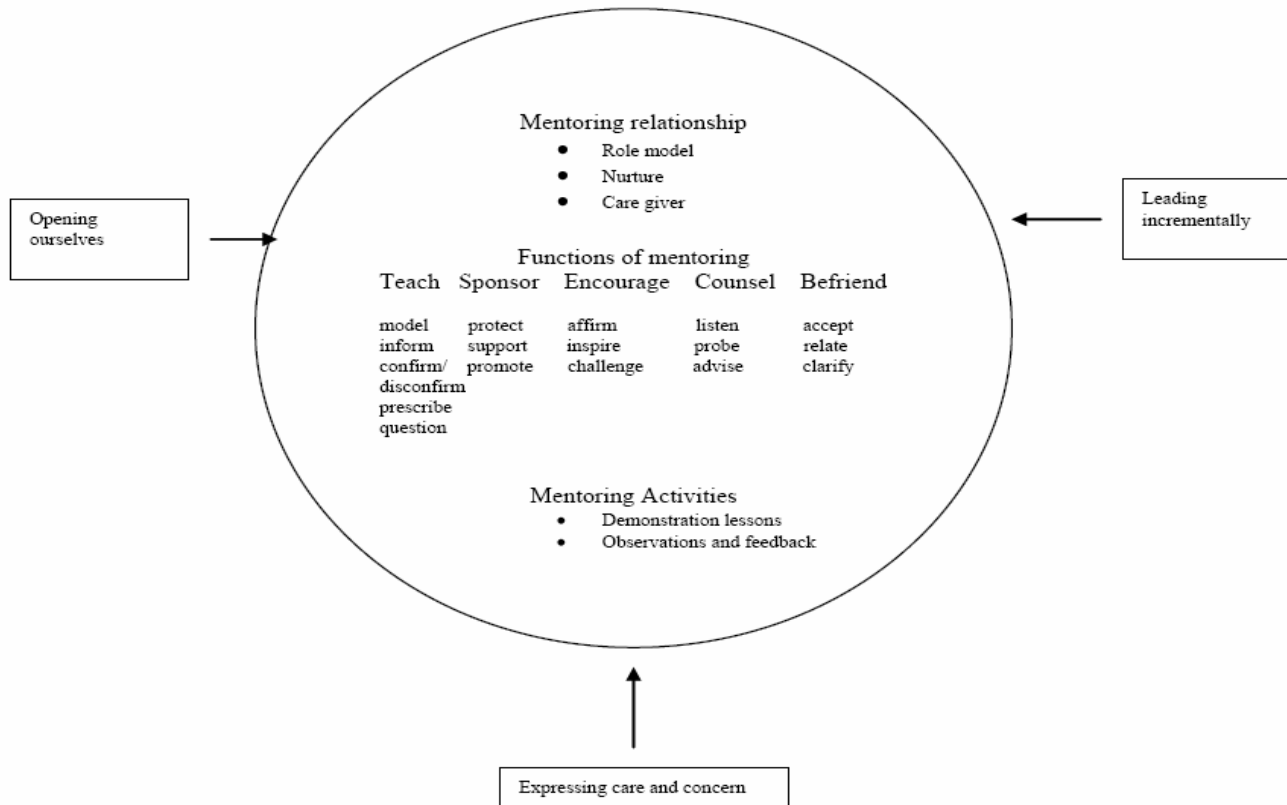 Mentoring relationship
• Role model
• Nurture
• Care giver
Opening
ourselves
Leading
incrementally
Functions of mentoring
Teach Sponsor Encourage Counsel Befriend
model protect affirm listen accept
inform support inspire probe relate
confirm/ promote challenge advise clarify
disconfirm
prescribe
question
Mentoring Activities
• Demonstration lessons
• Observations and feedback
Expressing care and concern